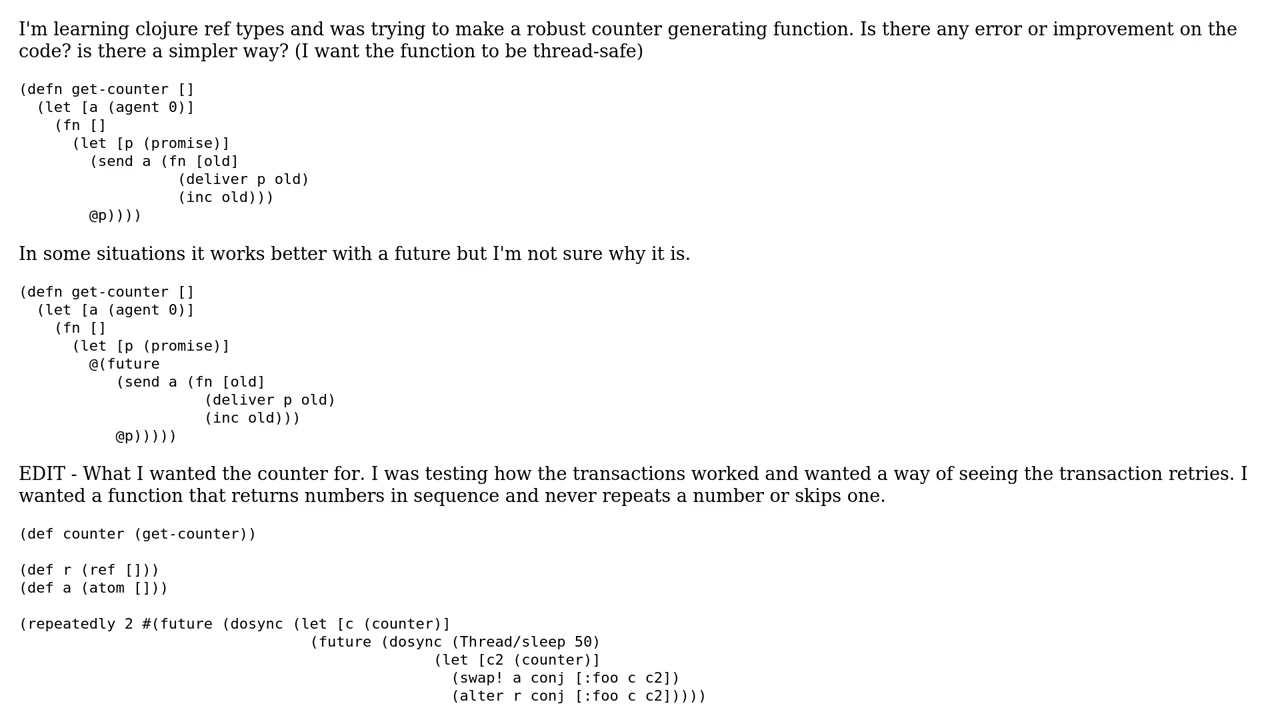 I'm learning clojure ref types and was trying to make a robust counter generating function. Is there any error or improvement on the
code? is there a simpler way? (I want the function to be thread-safe)
(defn get-counter []
  (let [a (agent 0)]
    (fn []
      (let [p (promise)]
        (send a (fn [old]
                  (deliver p old)
                  (inc old)))
        @p))))
In some situations it works better with a future but I'm not sure why it is.
(defn get-counter []
  (let [a (agent 0)]
    (fn []
      (let [p (promise)]
        @(future
           (send a (fn [old]
                     (deliver p old)
                     (inc old)))
           @p)))))
EDIT - What I wanted the counter for. I was testing how the transactions worked and wanted a way of seeing the transaction retries. I
wanted a function that returns numbers in sequence and never repeats a number or skips one.
(def counter (get-counter))
(def r (ref []))
(def a (atom []))
(repeatedly 2 #(future (dosync (let [c (counter)]
                                 (future (dosync (Thread/sleep 50)
                                               (let [c2 (counter)]
                                                 (swap! a conj [:foo c c2])
                                                 (alter r conj [:foo c c2])))))